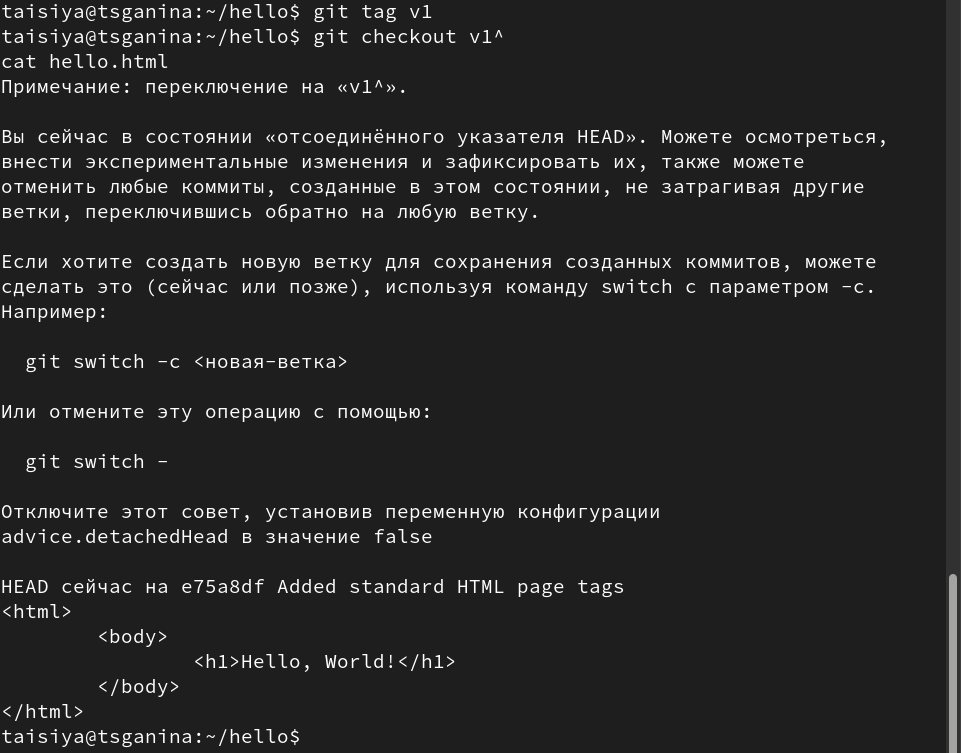 taisiya@tsganina:~/hello$ git tag v1
taisiya@tsganina:~/hello$ git checkout v1^
cat hello.html
Примечание: переключение на «v1^».
Вы сейчас в состоянии «отсоединённого указателя HEAD». Можете осмотреться,
внести экспериментальные изменения и зафиксировать их, также можете
отменить любые коммиты, созданные в этом состоянии, не затрагивая другие
ветки, переключившись обратно на любую ветку.
Если хотите создать новую ветку для сохранения созданных коммитов, можете
сделать это (сейчас или позже), используя команду switch с параметром -c.
Например:
  git switch -c <новая-ветка>
Или отмените эту операцию с помощью:
  git switch -
Отключите этот совет, установив переменную конфигурации
advice.detachedHead в значение false
HEAD сейчас на e75a8df Added standard HTML page tags
<html>
        <body>
                <h1>Hello, World!</h1>
        </body>
</html>
taisiya@tsganina:~/hello$